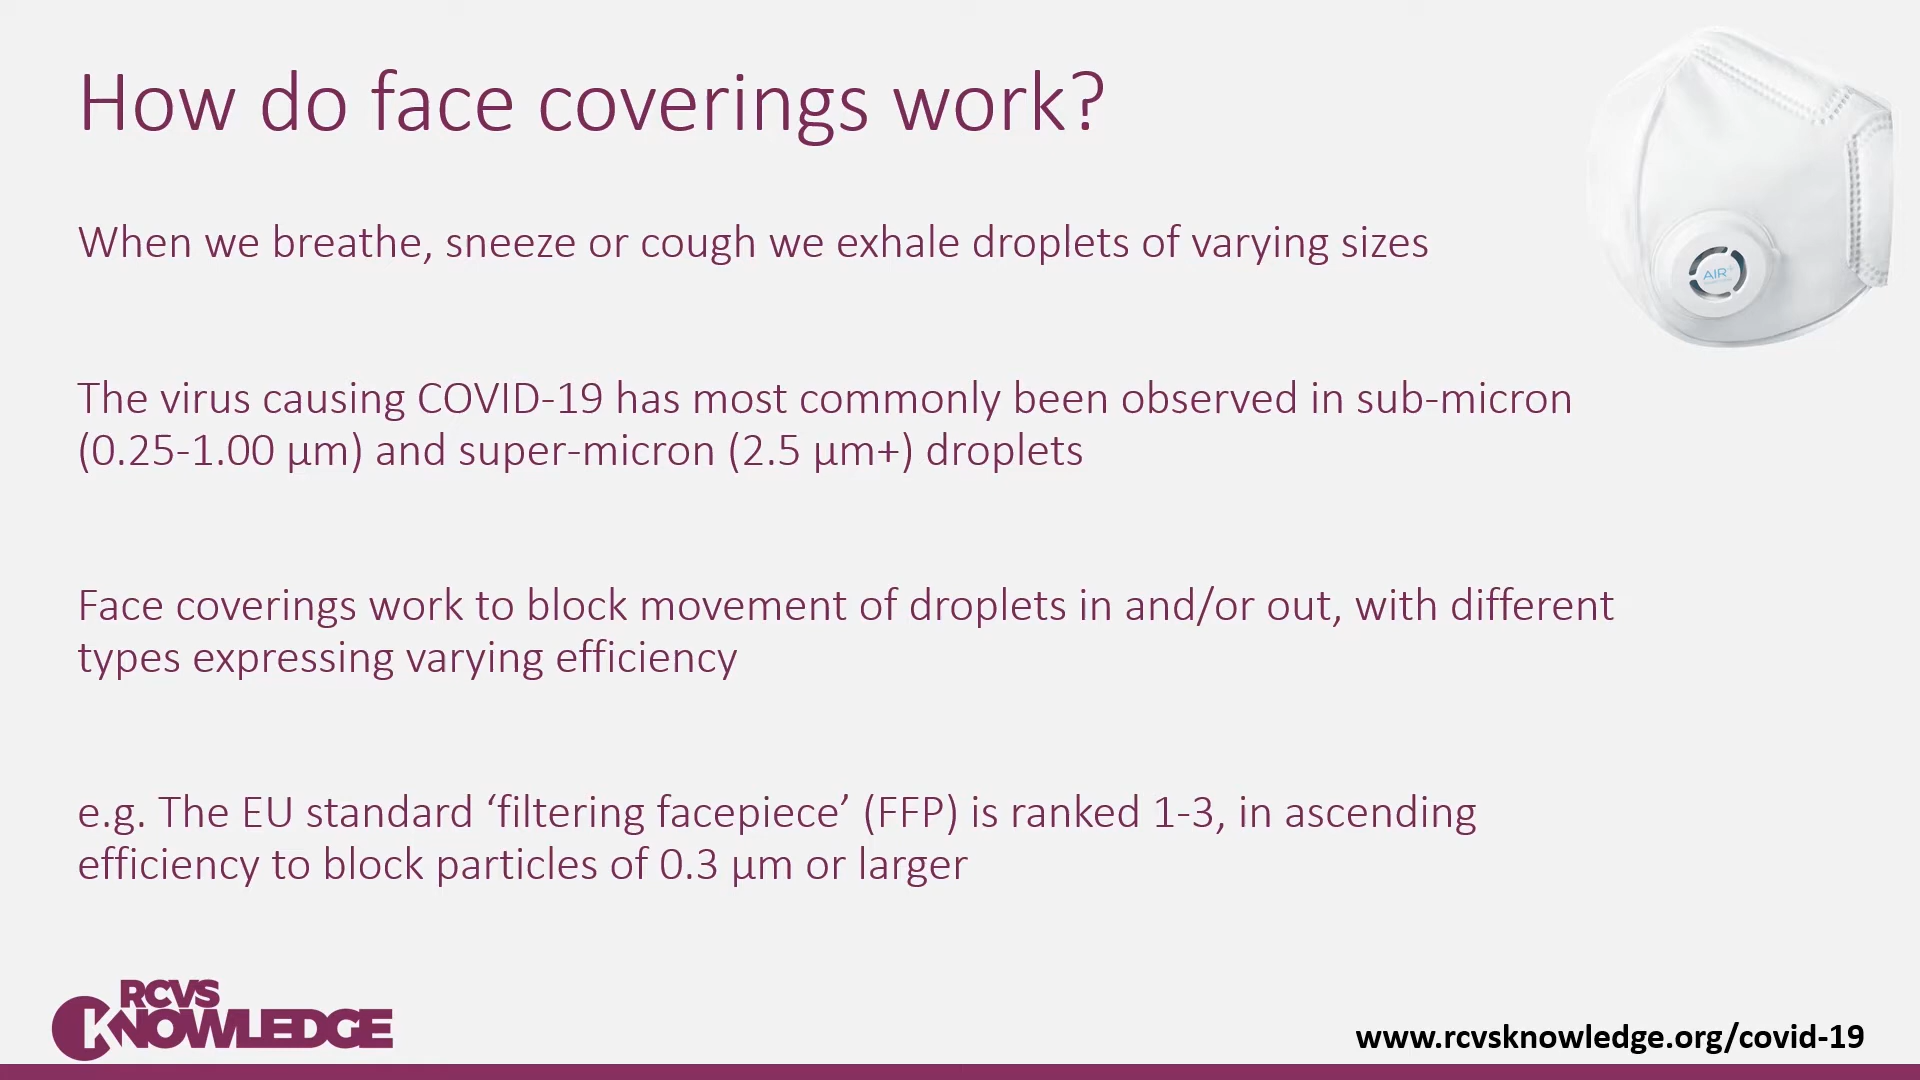 How do face coverings work?
When we breathe, sneeze or cough we exhale droplets of varying sizes
AIR+
The virus causing COVID-19 has most commonly been observed in sub-micron
(0.25-1.00 µm) and super-micron (2.5 µm+) droplets
Face coverings work to block movement of droplets in and/or out, with different
types expressing varying efficiency
e.g. The EU standard ‘filtering facepiece’ (FFP) is ranked 1-3, in ascending
efficiency to block particles of 0.3 µm or larger
RCVS
KNOWLEDGE
www.rcvsknowledge.org/covid-19